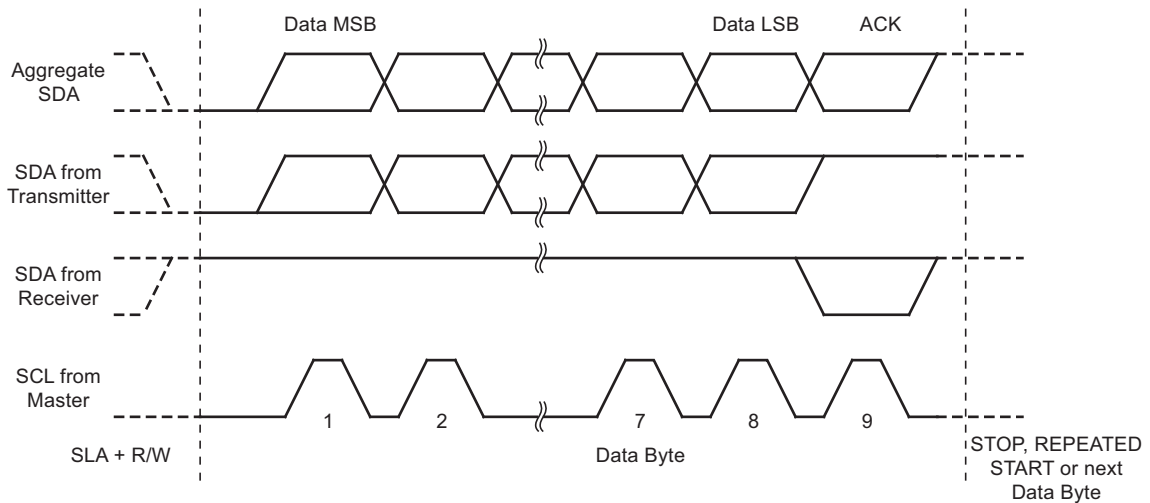 Data MSB
Data LSB
ACK
Aggregate
SDA
SDA from
Transmitter
SDA from
Receiver
SCL from
Master
1
2
7
8
9
SLA + R/W
Data Byte
STOP, REPEATED
START or next
Data Byte